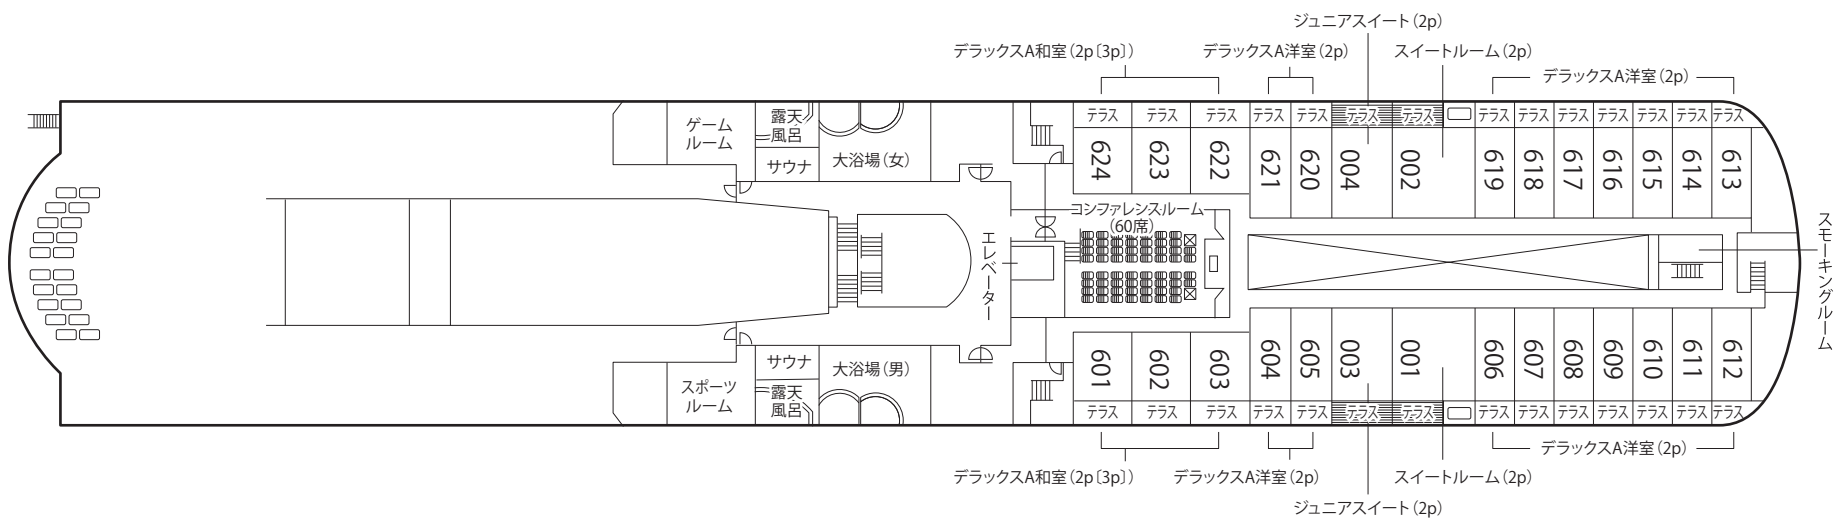 ジュニアスイート(2p)
デラックスA和室(2p〔3p〕)
デラックスA洋室(2p)
スイートルーム(2p)
デラックスA洋室(2p)
ゲーム
ルーム
露天
風呂
サウナ
大浴場(女)
テラス
テラス
テラス
テラス
テラス
テラス
テラス
テラス
テラス
テラス
テラス
テラス
テラス
テラス
624
623
622
621
620
004
002
619
618
617
616
615
614
613
コンファレンスルーム
(60席)
エレベーター
スモーキングルーム
スポーツ
ルーム
サウナ
露天
風呂
大浴場(男)
601
602
603
604
605
003
001
606
607
608
609
610
611
612
テラス
テラス
テラス
テラス
テラス
テラス
テラス
テラス
テラス
テラス
テラス
テラス
テラス
テラス
デラックスA洋室(2p)
デラックスA和室(2p〔3p〕)
デラックスA洋室(2p)
スイートルーム(2p)
ジュニアスイート(2p)